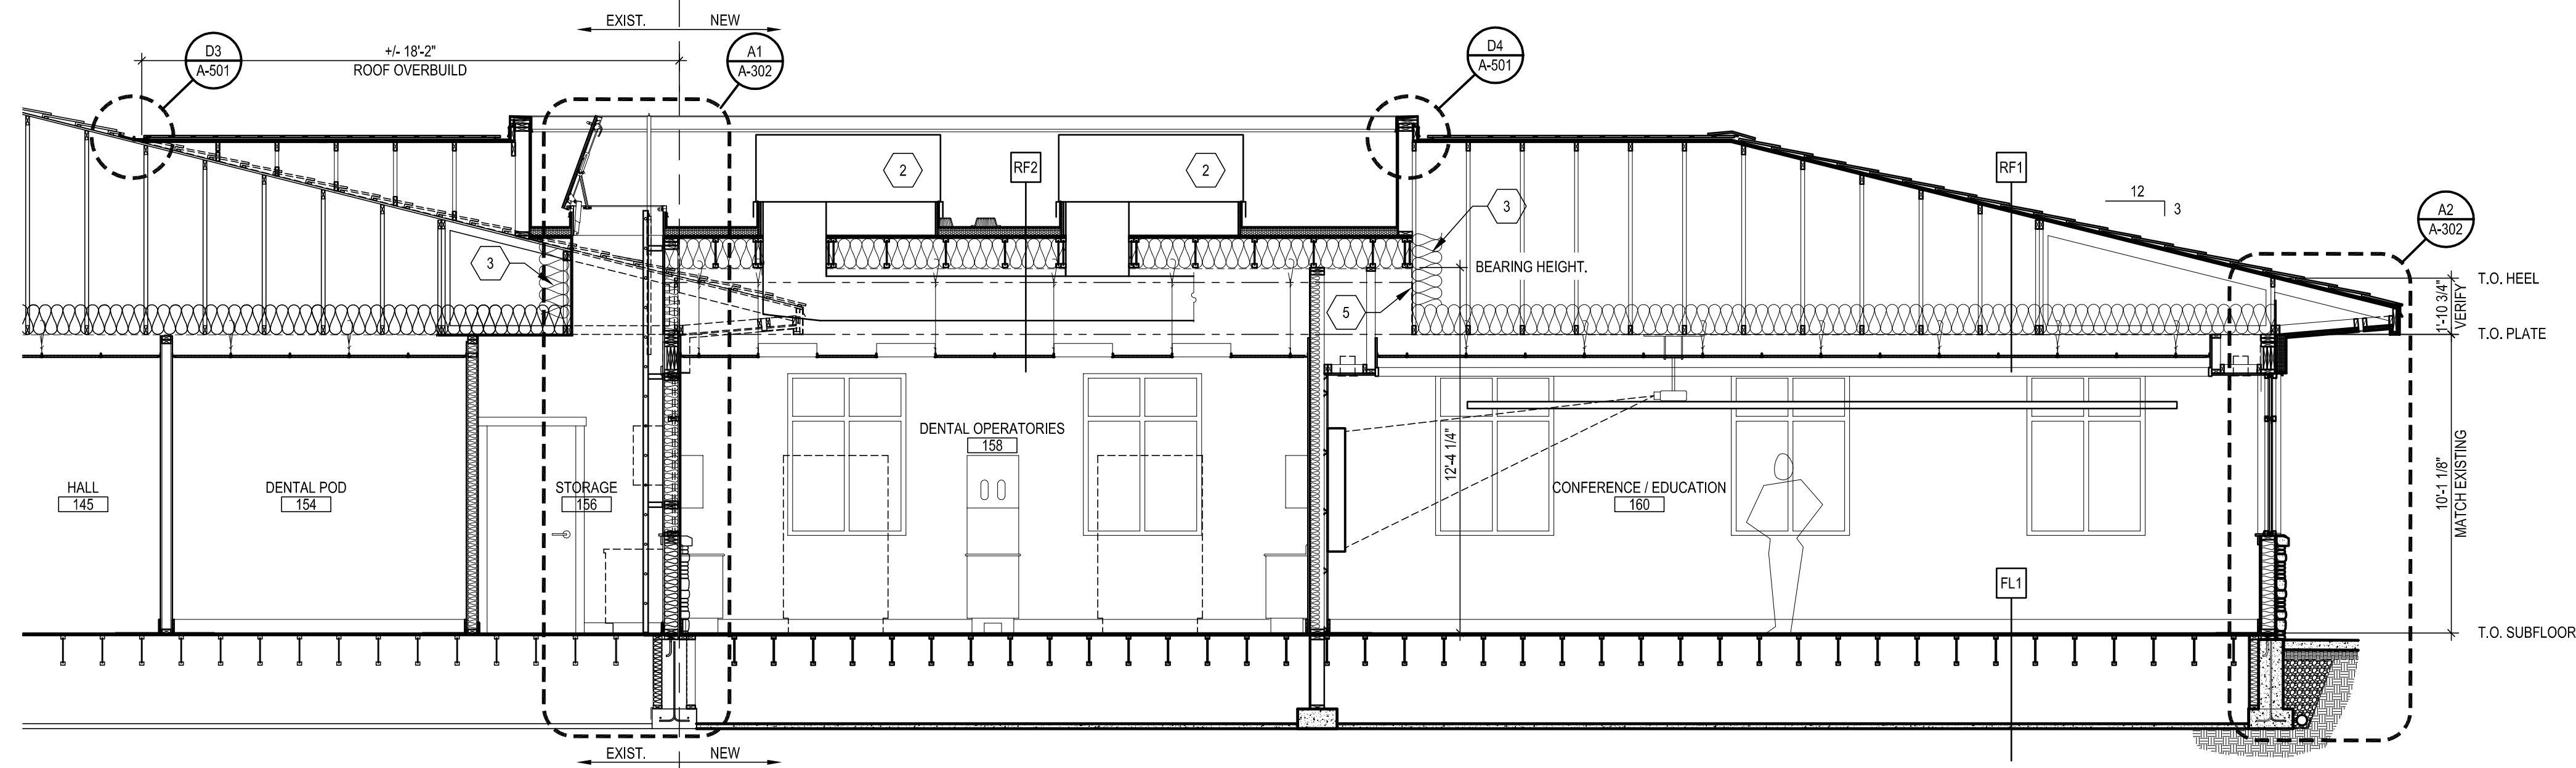 EXIST. NEW
D3
A-501
+/- 18'-2"
ROOF OVERBUILD
A1
A-302
D4
A-501
2
2
RF2
RF1
12
3
3
3
A2
A-302
BEARING HEIGHT.
5
T.O. HEEL
1'-10 3/4"
VERIFY
T.O. PLATE
DENTAL OPERATORIES
158
12'-4 1/4"
HALL
145
DENTAL POD
154
STORAGE
156
CONFERENCE / EDUCATION
160
10'-1 1/8"
MATCH EXISTING
FL1
T.O. SUBFLOOR
EXIST. NEW